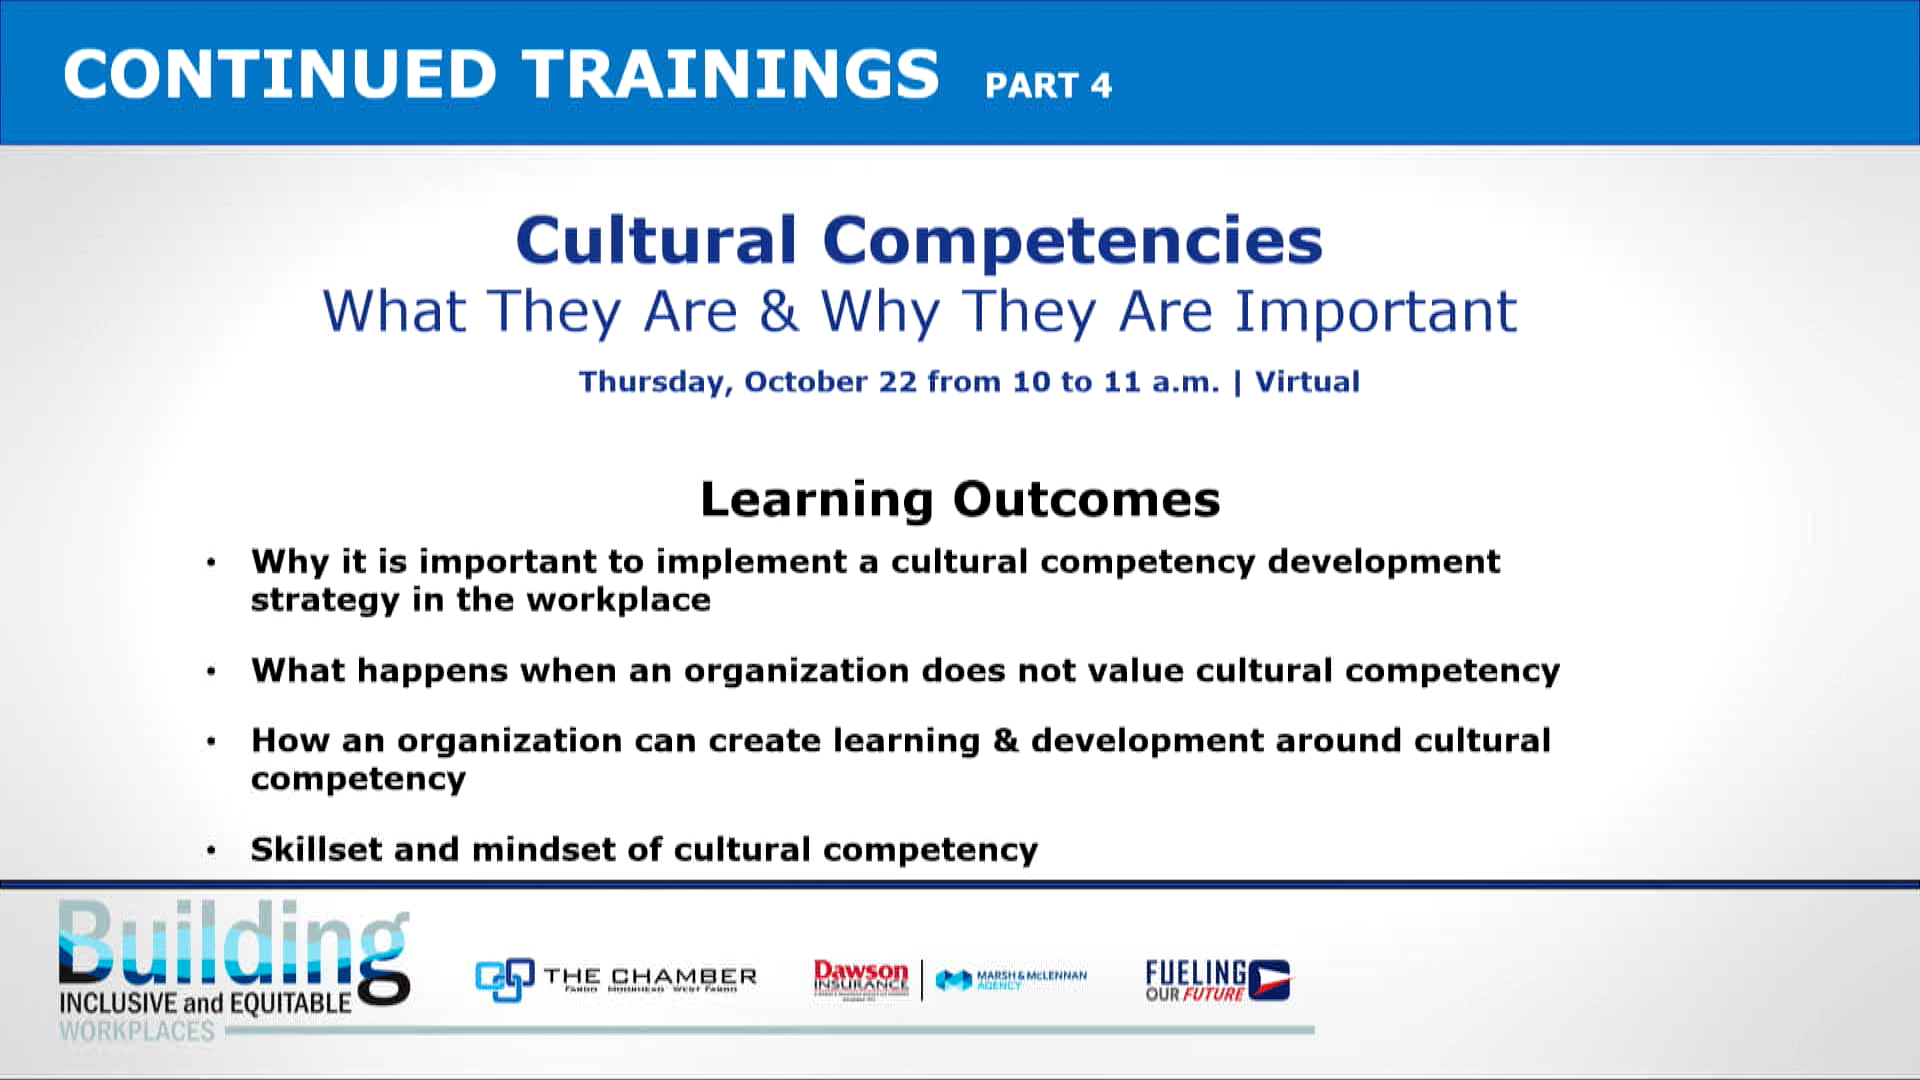 CONTINUED TRAININGS PART 4
Cultural Competencies
What They Are & Why They Are Important
Thursday, October 22 from 10 to 11 a.m. | Virtual
Learning Outcomes
• Why it is important to implement a cultural competency development
strategy in the workplace
• What happens when an organization does not value cultural competency
• How an organization can create learning & development around cultural
competency
• Skillset and mindset of cultural competency
Building
INCLUSIVE and EQUITABLE
WORKPLACES
THE CHAMBER
FARGO MOORHEAD WEST FARGO
Dawson
INSURANCE
MARSH & McLENNAN
AGENCY
FUELING
OUR FUTURE